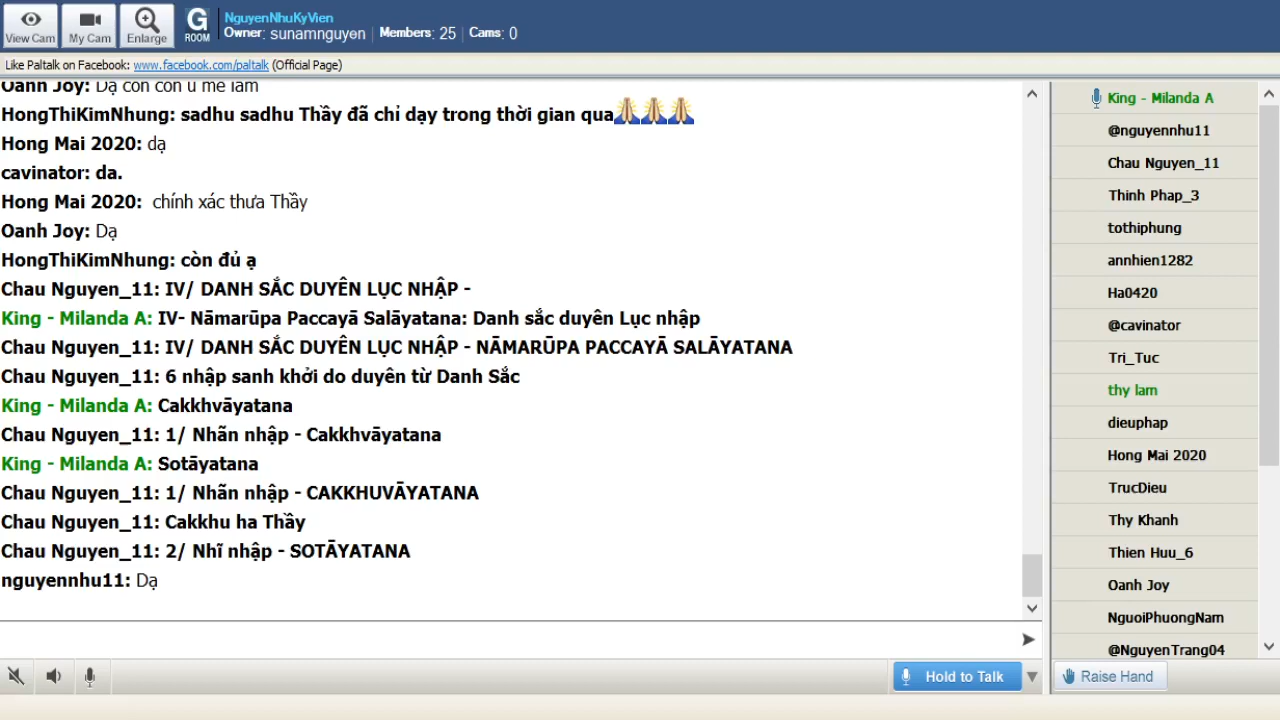 NguyenNhuKyVien
View Cam
My Cam
Enlarge
G
ROOM
Owner: sunamnguyen
Members: 25
Cams: 0
Like Paltalk on Facebook: www.facebook.com/paltalk (Official Page)
Oanh Joy: Dạ con còn u mê lắm
HongThiKimNhung: sadhu sadhu Thầy đã chỉ dạy trong thời gian qua
Hong Mai 2020: dạ
cavinator: da.
Hong Mai 2020: chính xác thưa Thầy
Oanh Joy: Dạ
HongThiKimNhung: còn đủ ạ
Chau Nguyen_11: IV/ DANH SẮC DUYÊN LỤC NHẬP -
King - Milanda A: IV- Nāmarūpa Paccayā Salāyatana: Danh sắc duyên Lục nhập
Chau Nguyen_11: IV/ DANH SẮC DUYÊN LỤC NHẬP - NĀMARŪPA PACCAYĀ SALĀYATANA
Chau Nguyen_11: 6 nhập sanh khởi do duyên từ Danh Sắc
King - Milanda A: Cakkhvāyatana
Chau Nguyen_11: 1/ Nhãn nhập - Cakkhvāyatana
King - Milanda A: Sotāyatana
Chau Nguyen_11: 1/ Nhãn nhập - CAKKHUVĀYATANA
Chau Nguyen_11: Cakkhu ha Thầy
Chau Nguyen_11: 2/ Nhĩ nhập - SOTĀYATANA
nguyennhu11: Dạ
King - Milanda A
@nguyennhu11
Chau Nguyen_11
Thinh Phap_3
tothiphung
annhien1282
Ha0420
@cavinator
Tri_Tuc
thy lam
dieuphap
Hong Mai 2020
TrucDieu
Thy Khanh
Thien Huu_6
Oanh Joy
NguoiPhuongNam
@NguyenTrang04
Hold to Talk
Raise Hand